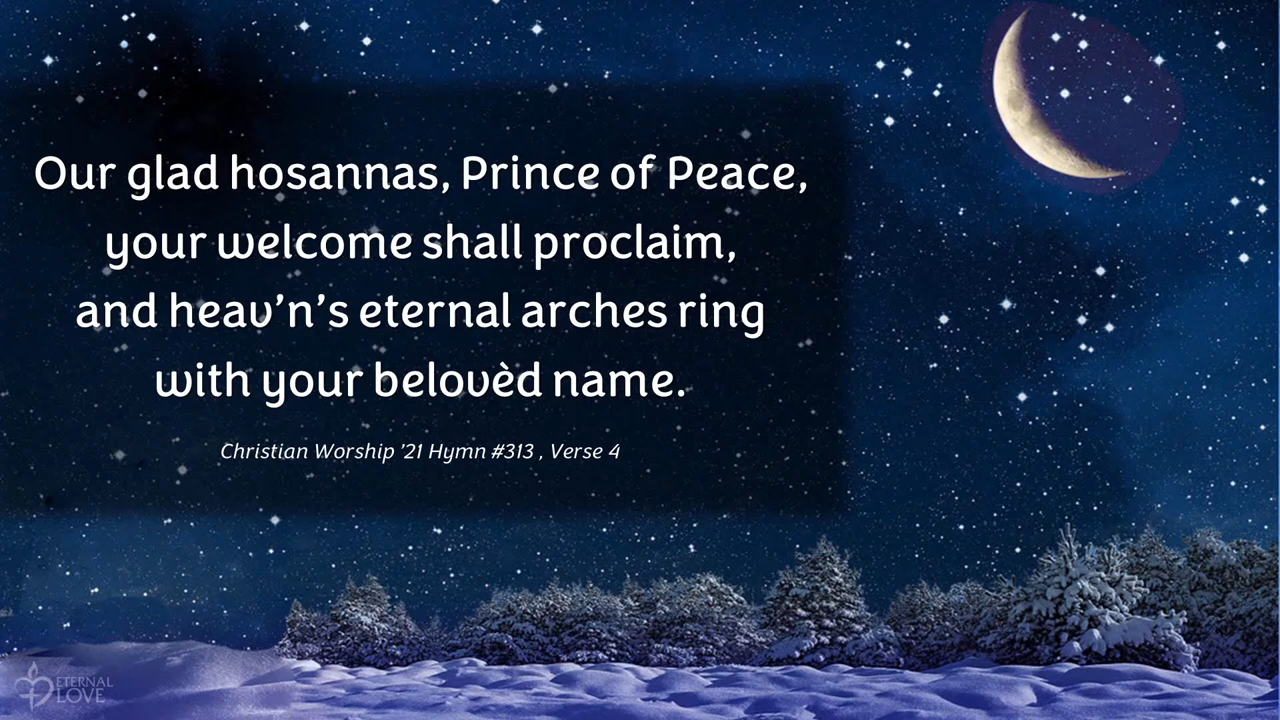 Our glad hosannas, Prince of Peace,
your welcome shall proclaim,
and heav’n’s eternal arches ring
with your belovèd name.
Christian Worship ’21 Hymn #313 , Verse 4
ETERNAL
LOVE